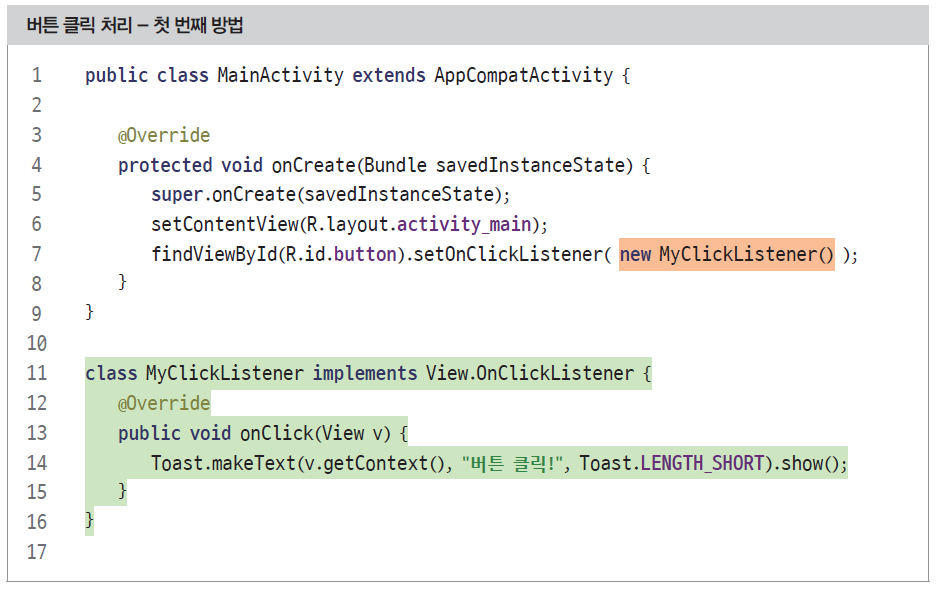 버튼 클릭 처리 – 첫 번째 방법
1 public class MainActivity extends AppCompatActivity {
2
3 @Override
4 protected void onCreate(Bundle savedInstanceState) {
5 super.onCreate(savedInstanceState);
6 setContentView(R.layout.activity_main);
7 findViewById(R.id.button).setOnClickListener( new MyClickListener() );
8 }
9 }
10
11 class MyClickListener implements View.OnClickListener {
12 @Override
13 public void onClick(View v) {
14 Toast.makeText(v.getContext(), "버튼 클릭!", Toast.LENGTH_SHORT).show();
15 }
16 }
17